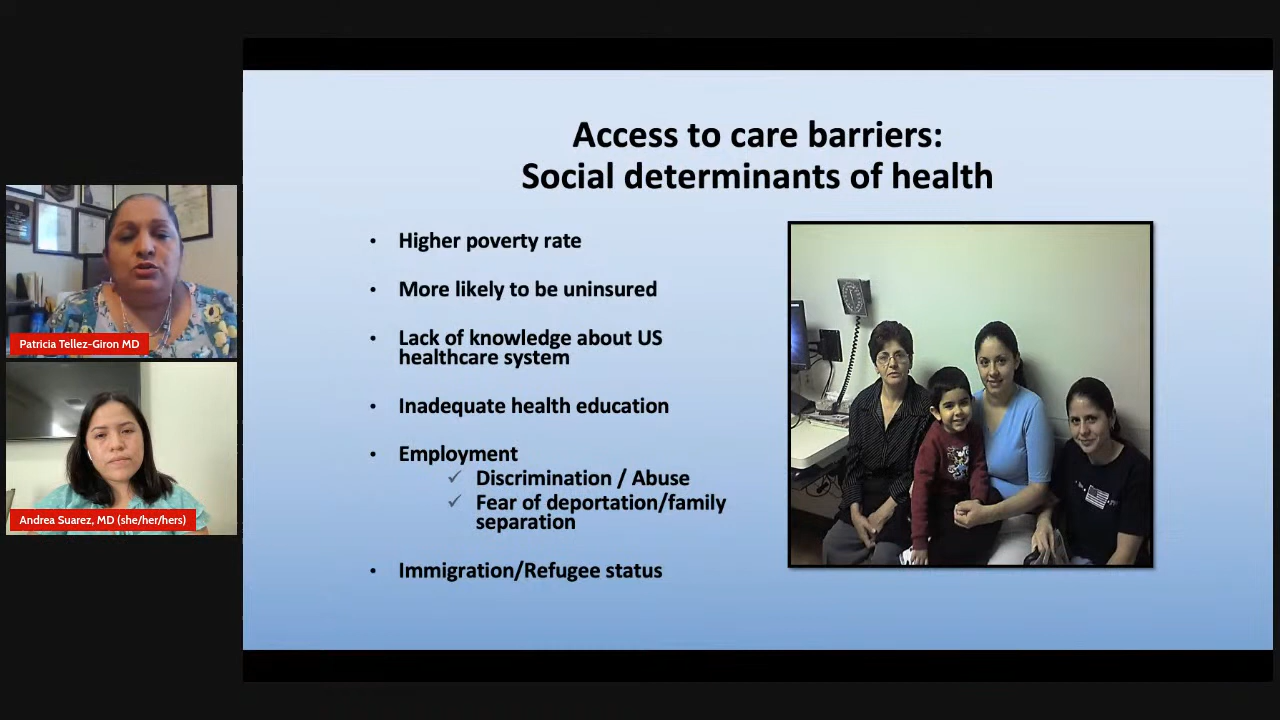 Access to care barriers:
Social determinants of health
• Higher poverty rate
• More likely to be uninsured
• Lack of knowledge about US
healthcare system
• Inadequate health education
• Employment
✓ Discrimination / Abuse
✓ Fear of deportation/family
separation
• Immigration/Refugee status
Patricia Tellez-Giron MD
Andrea Suarez, MD (she/her/hers)